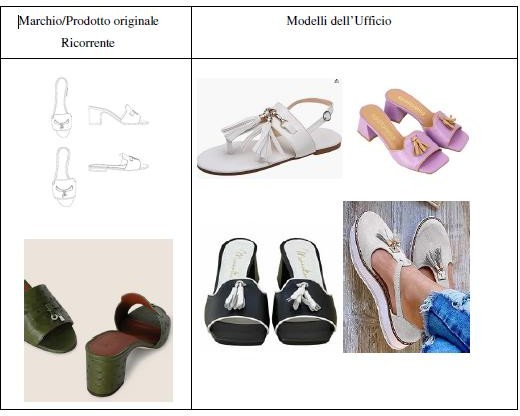 Marchio/Prodotto originale
Ricorrente
Modelli dell'Ufficio